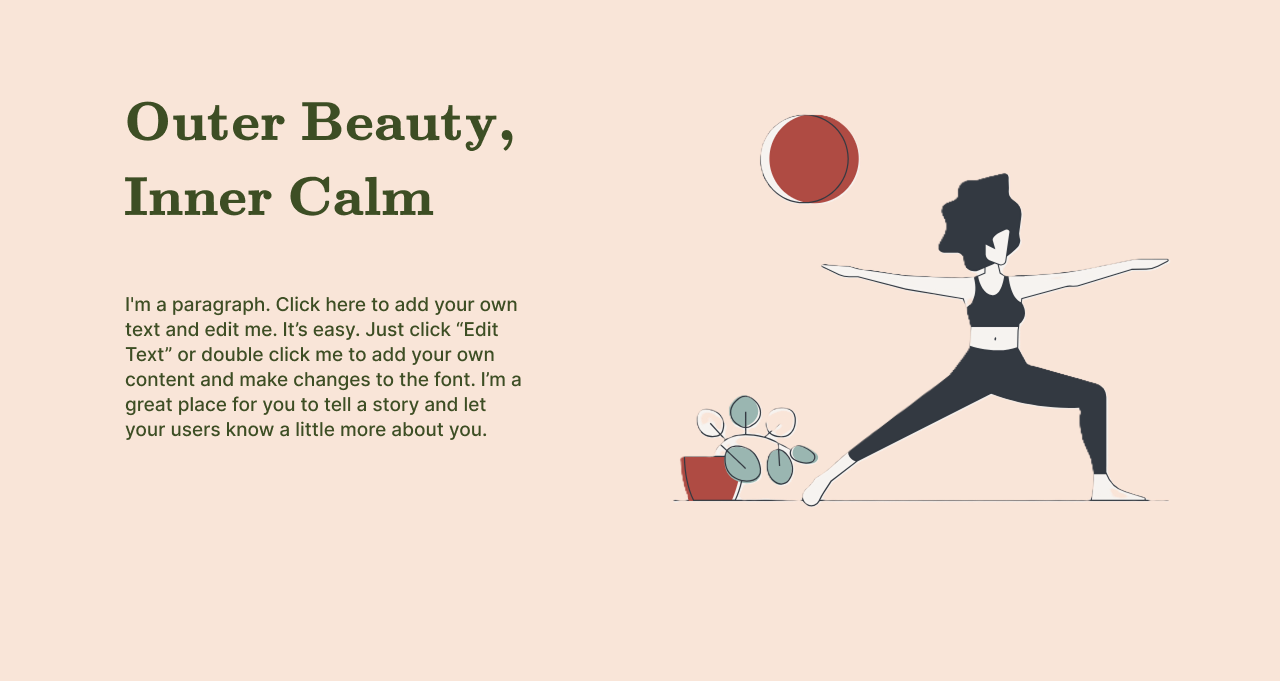 Outer Beauty,
Inner Calm
I'm a paragraph. Click here to add your own
text and edit me. It’s easy. Just click “Edit
Text” or double click me to add your own
content and make changes to the font. I’m a
great place for you to tell a story and let
your users know a little more about you.